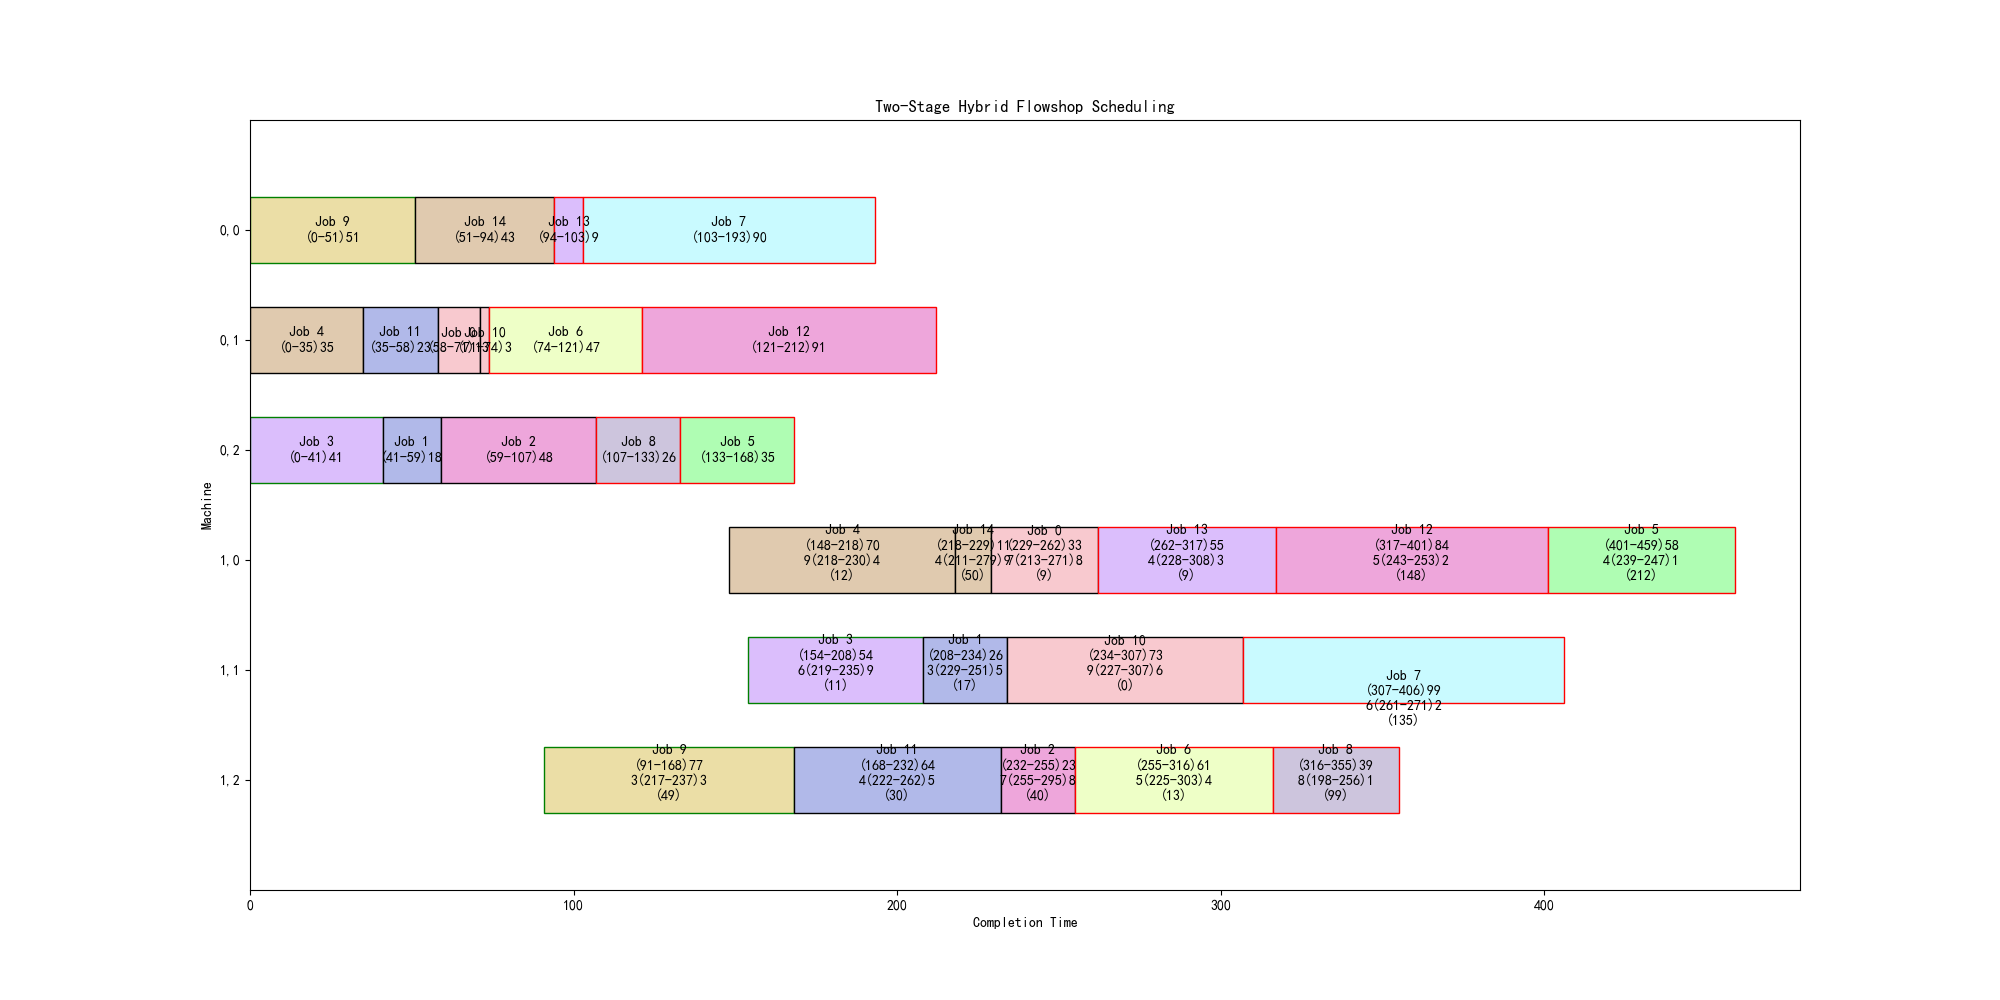 Two-Stage Hybrid Flowshop Scheduling
Machine
0,0
Job 9
(0-51)51
Job 14
(51-94)43
Job 13
(94-103)9
Job 7
(103-193)90
0,1
Job 4
(0-35)35
Job 11
(35-58)23
Job 0
(58-71)13
Job 10
(71-74)3
Job 6
(74-121)47
Job 12
(121-212)91
0,2
Job 3
(0-41)41
Job 1
(41-59)18
Job 2
(59-107)48
Job 8
(107-133)26
Job 5
(133-168)35
1,0
Job 4
(148-218)70
9(218-230)4
(12)
Job 14
(218-229)11
4(211-279)9
(50)
Job 0
(229-262)33
7(213-271)8
(9)
Job 13
(262-317)55
4(228-308)3
(9)
Job 12
(317-401)84
5(243-253)2
(148)
Job 5
(401-459)58
4(239-247)1
(212)
1,1
Job 3
(154-208)54
6(219-235)9
(11)
Job 1
(208-234)26
3(229-251)5
(17)
Job 10
(234-307)73
9(227-307)6
(0)
Job 7
(307-406)99
6(261-271)2
(135)
1,2
Job 9
(91-168)77
3(217-237)3
(49)
Job 11
(168-232)64
4(222-262)5
(30)
Job 2
(232-255)23
7(255-295)8
(40)
Job 6
(255-316)61
5(225-303)4
(13)
Job 8
(316-355)39
8(198-256)1
(99)
0
100
200
300
400
Completion Time